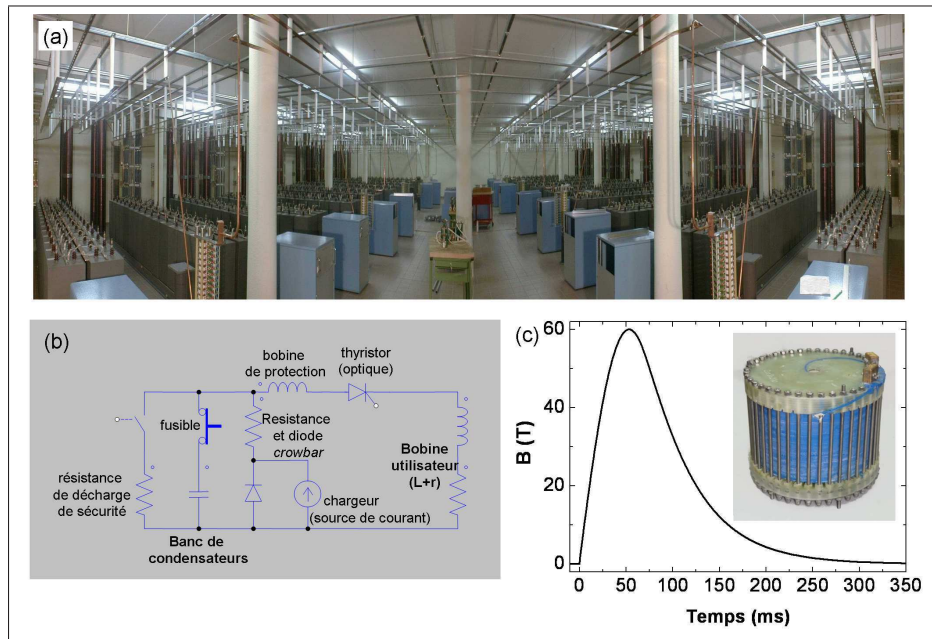 (a)
(b)
bobine
de protection
thyristor
(optique)
fusible
Resistance
et diode
crowbar
Bobine
utilisateur
(L+r)
résistance
de décharge
de sécurité
chargeur
(source de courant)
Banc de
condensateurs
(c)
B (T)
60
40
20
0
0
50
100
150
200
250
300
350
Temps (ms)